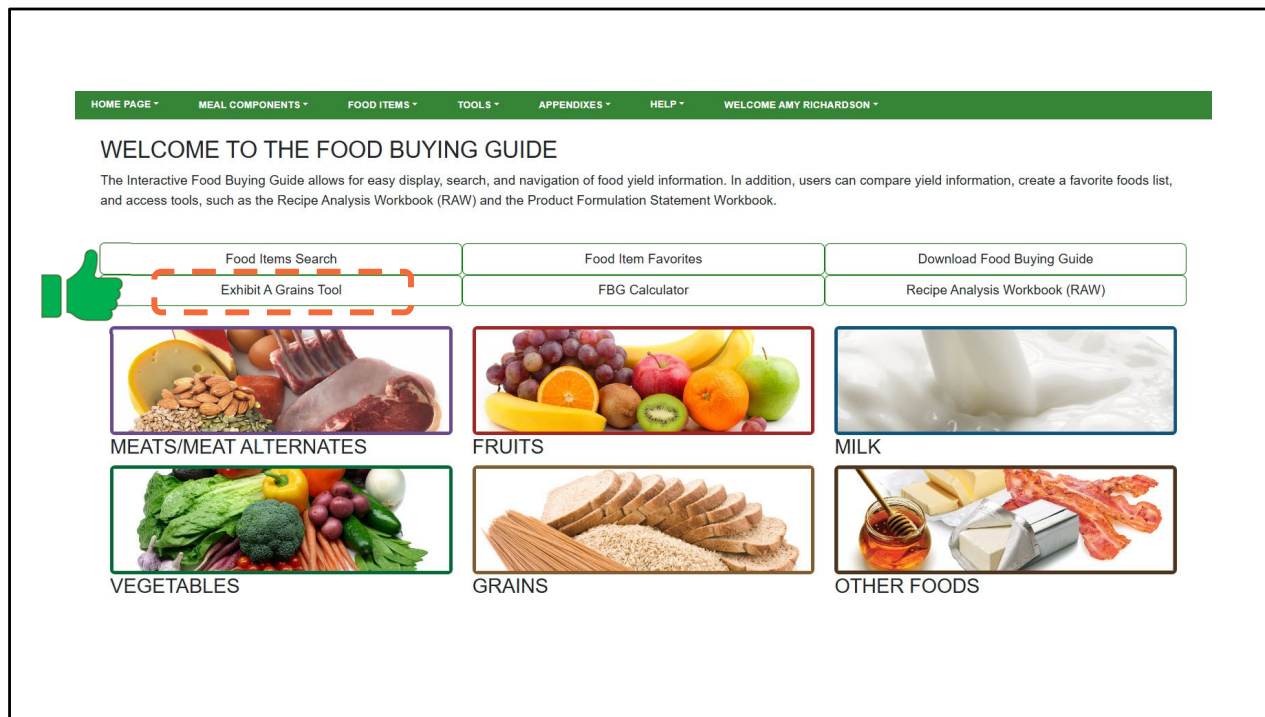 HOME PAGE MEAL COMPONENTS FOOD ITEMS TOOLS APPENDIXES HELP WELCOME AMY RICHARDSON
WELCOME TO THE FOOD BUYING GUIDE
The Interactive Food Buying Guide allows for easy display, search, and navigation of food yield information. In addition, users can compare yield information, create a favorite foods list,
and access tools, such as the Recipe Analysis Workbook (RAW) and the Product Formulation Statement Workbook.
Food Items Search Food Item Favorites Download Food Buying Guide
Exhibit A Grains Tool FBG Calculator Recipe Analysis Workbook (RAW)
MEATS/MEAT ALTERNATES FRUITS MILK
VEGETABLES GRAINS OTHER FOODS